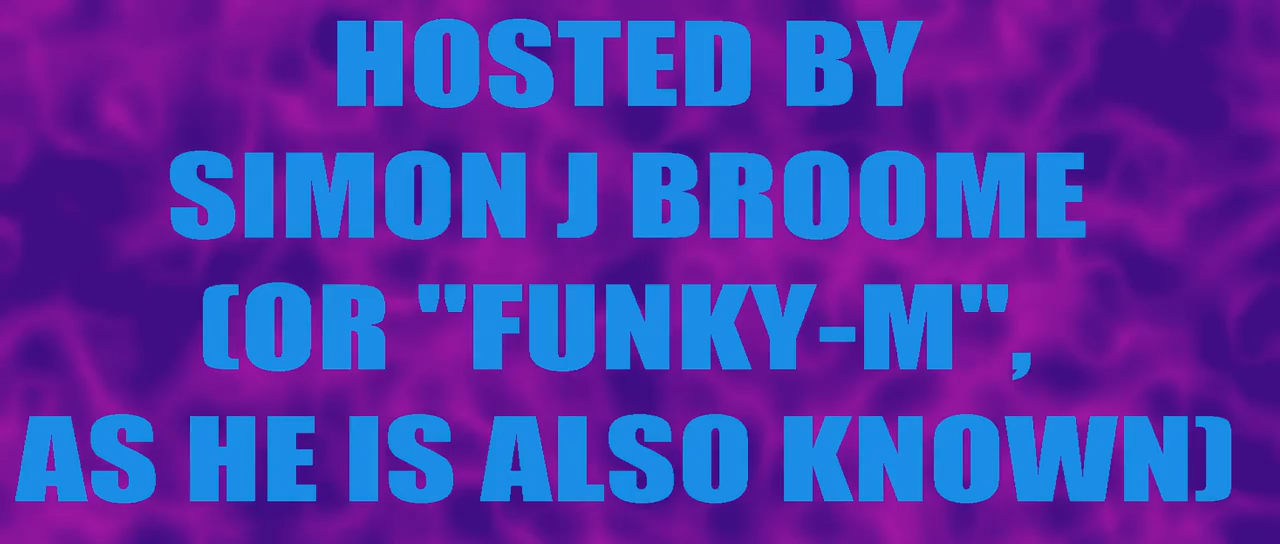 HOSTED BY
SIMON J BROOME
(OR "FUNKY-M",
AS HE IS ALSO KNOWN)